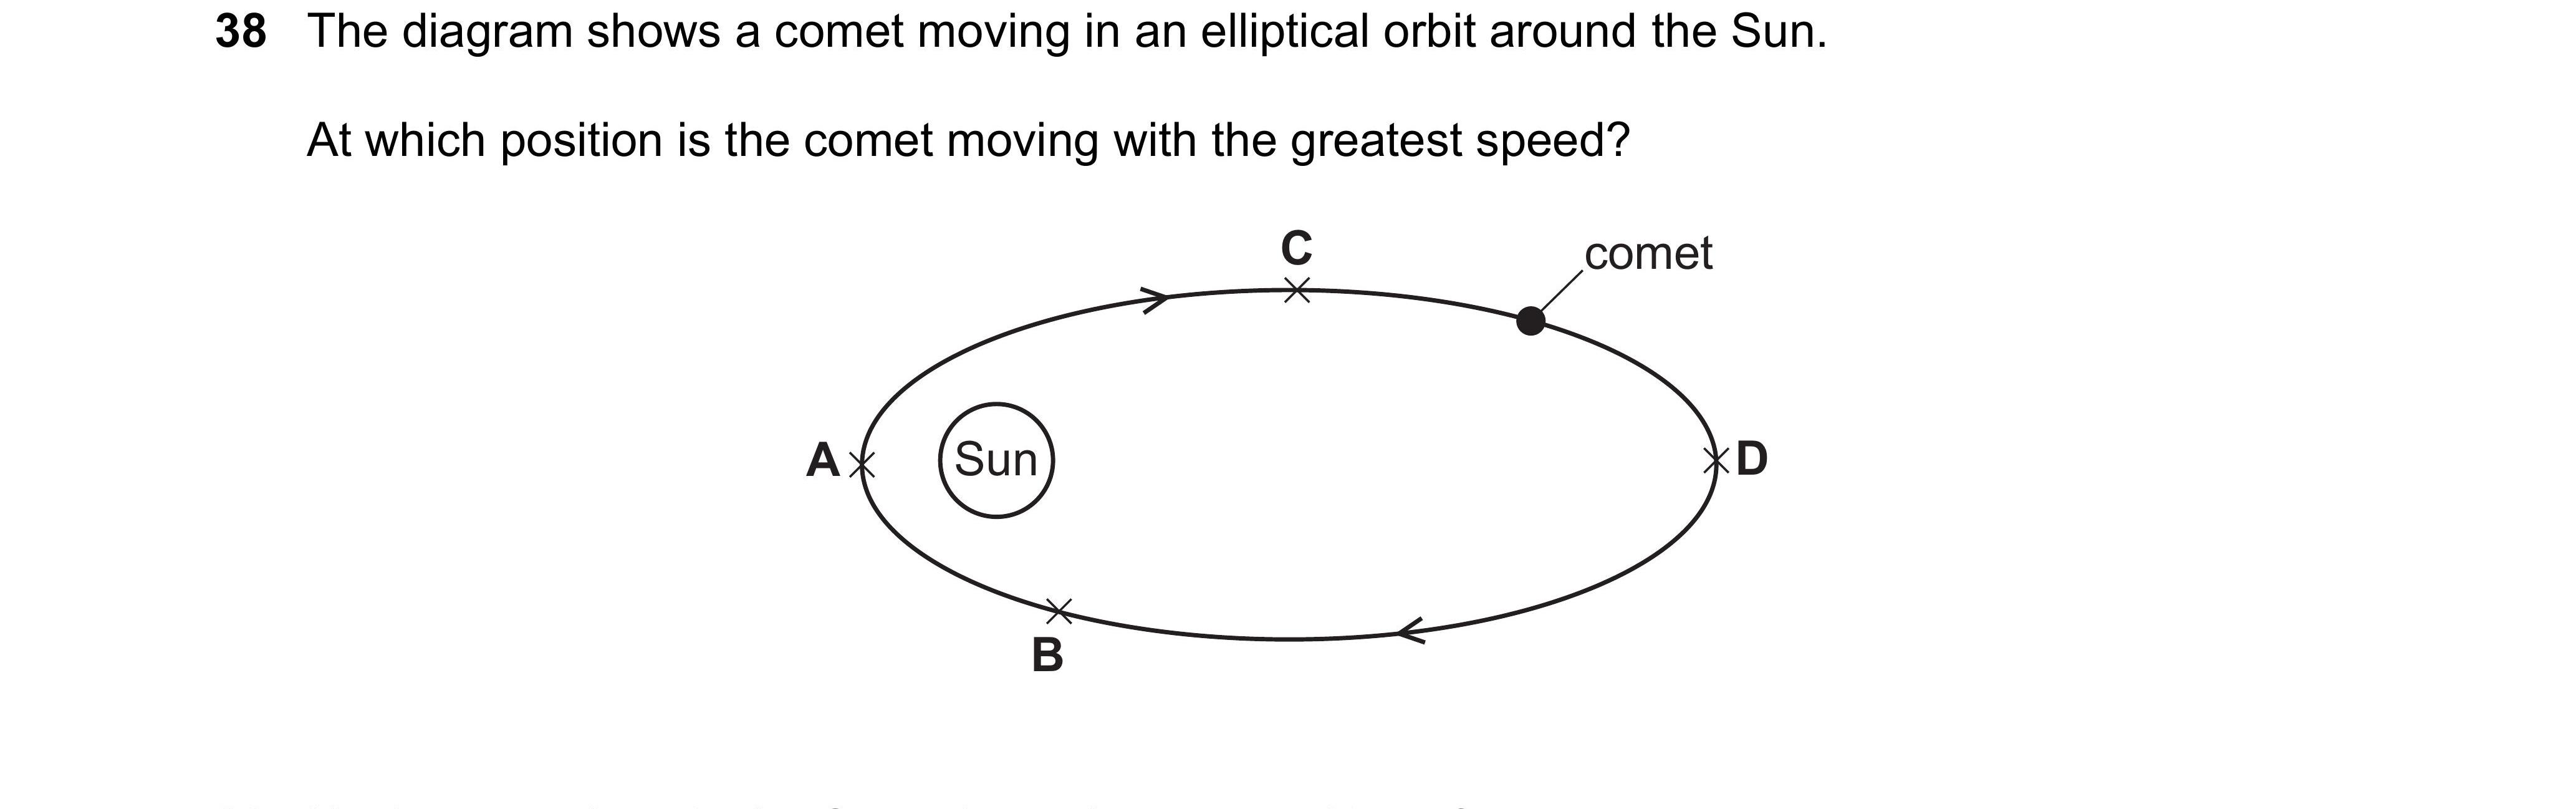 38 The diagram shows a comet moving in an elliptical orbit around the Sun.
At which position is the comet moving with the greatest speed?
C
comet
A
Sun
D
B